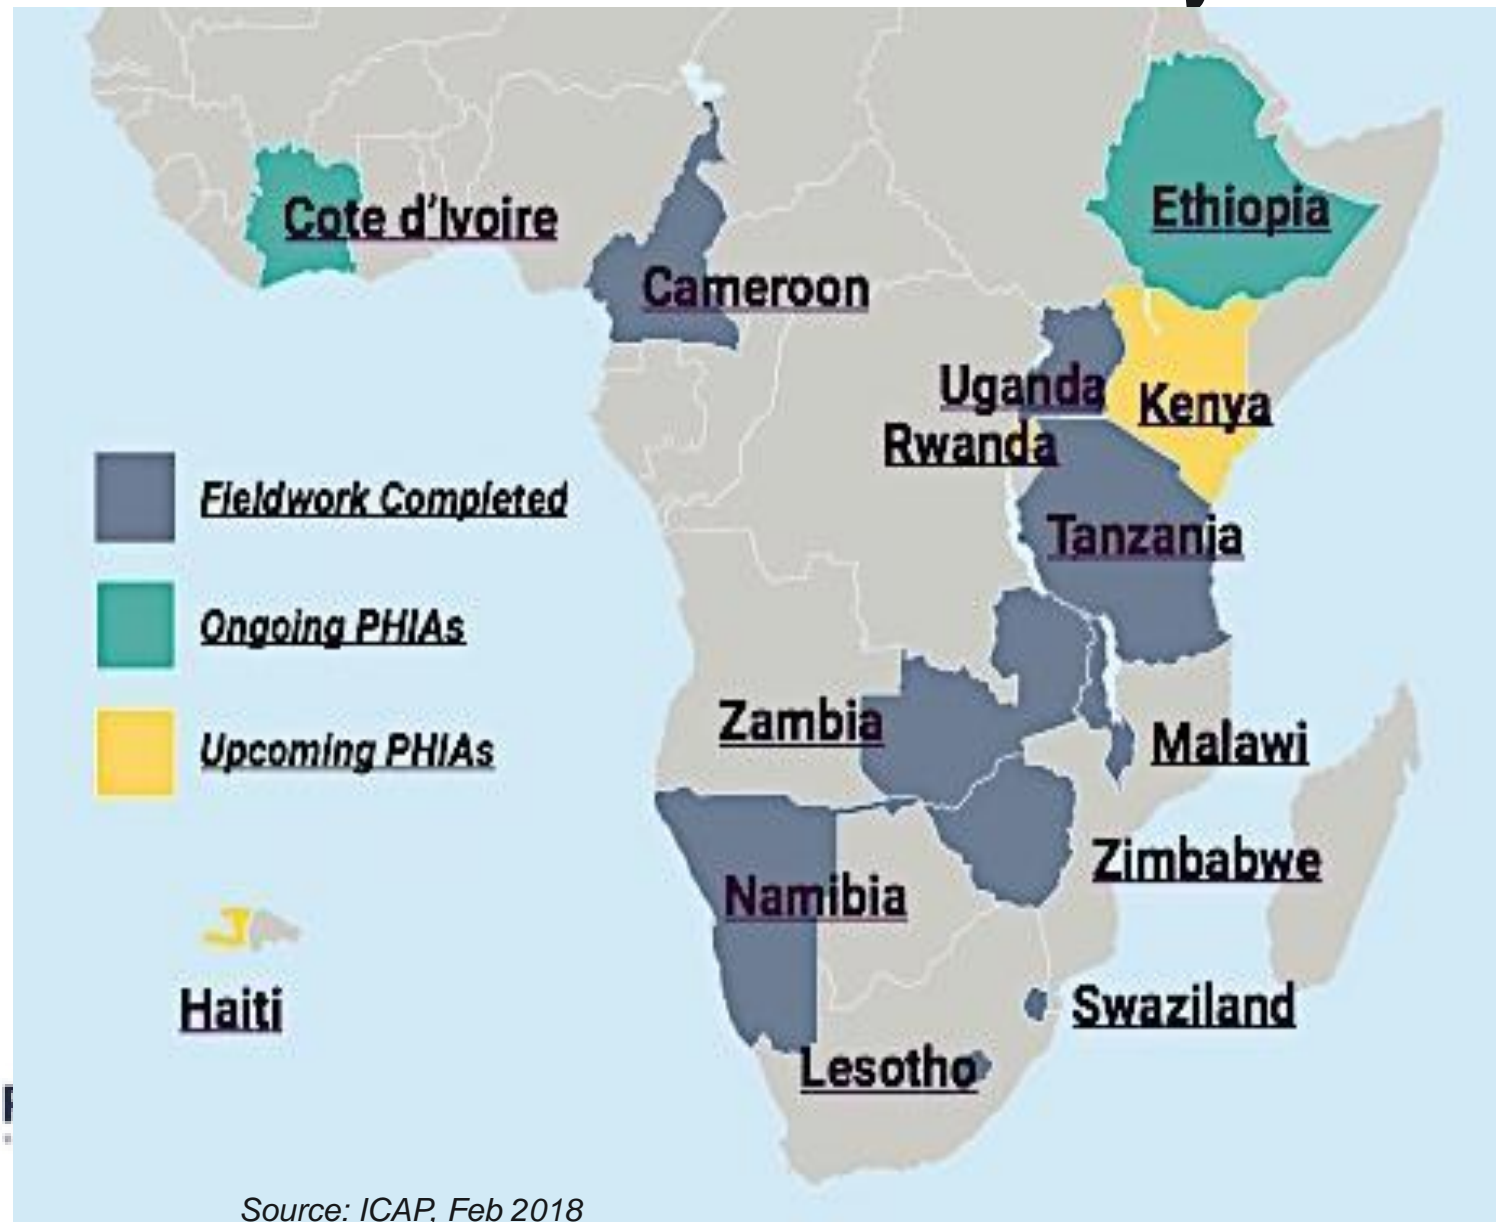 Cote d'Ivoire
Ethiopia
Cameroon
Uganda
Kenya
Rwanda
Fieldwork Completed
Tanzania
Ongoing PHIAs
Zambia
Malawi
Upcoming PHIAs
Zimbabwe
Namibia
Haiti
Swaziland
Lesotho
Source: ICAP, Feb 2018